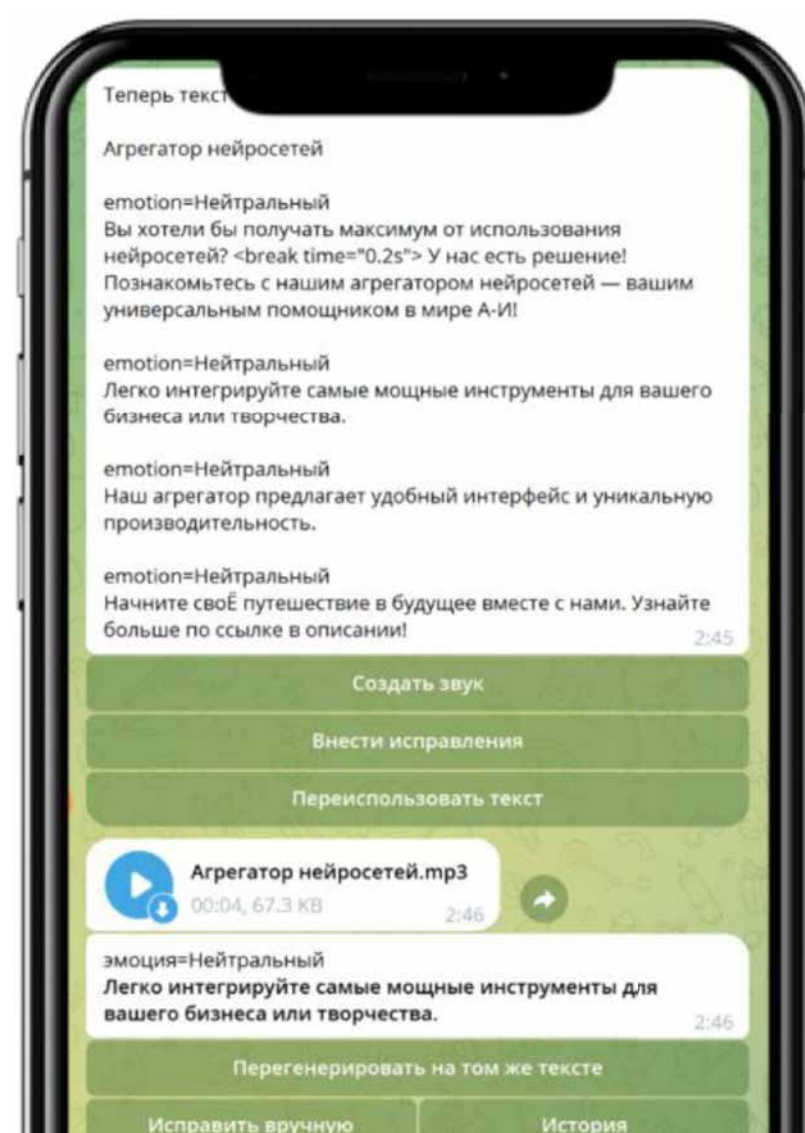 Теперь текст
Агрегатор нейросетей
emotion=Нейтральный
Вы хотели бы получать максимум от использования
нейросетей? <break time="0.2s"> У нас есть решение!
Познакомьтесь с нашим агрегатором нейросетей — вашим
универсальным помощником в мире А-И!
emotion=Нейтральный
Легко интегрируйте самые мощные инструменты для вашего
бизнеса или творчества.
emotion=Нейтральный
Наш агрегатор предлагает удобный интерфейс и уникальную
производительность.
emotion=Нейтральный
Начните своЁ путешествие в будущее вместе с нами. Узнайте
больше по ссылке в описании!
2:45
Создать звук
Внести исправления
Переиспользовать текст
Агрегатор нейросетей.mp3
00:04, 67.3 KB
2:46
эмоция=Нейтральный
Легко интегрируйте самые мощные инструменты для
вашего бизнеса или творчества.
2:46
Перегенерировать на том же тексте
Исправить вручную
История